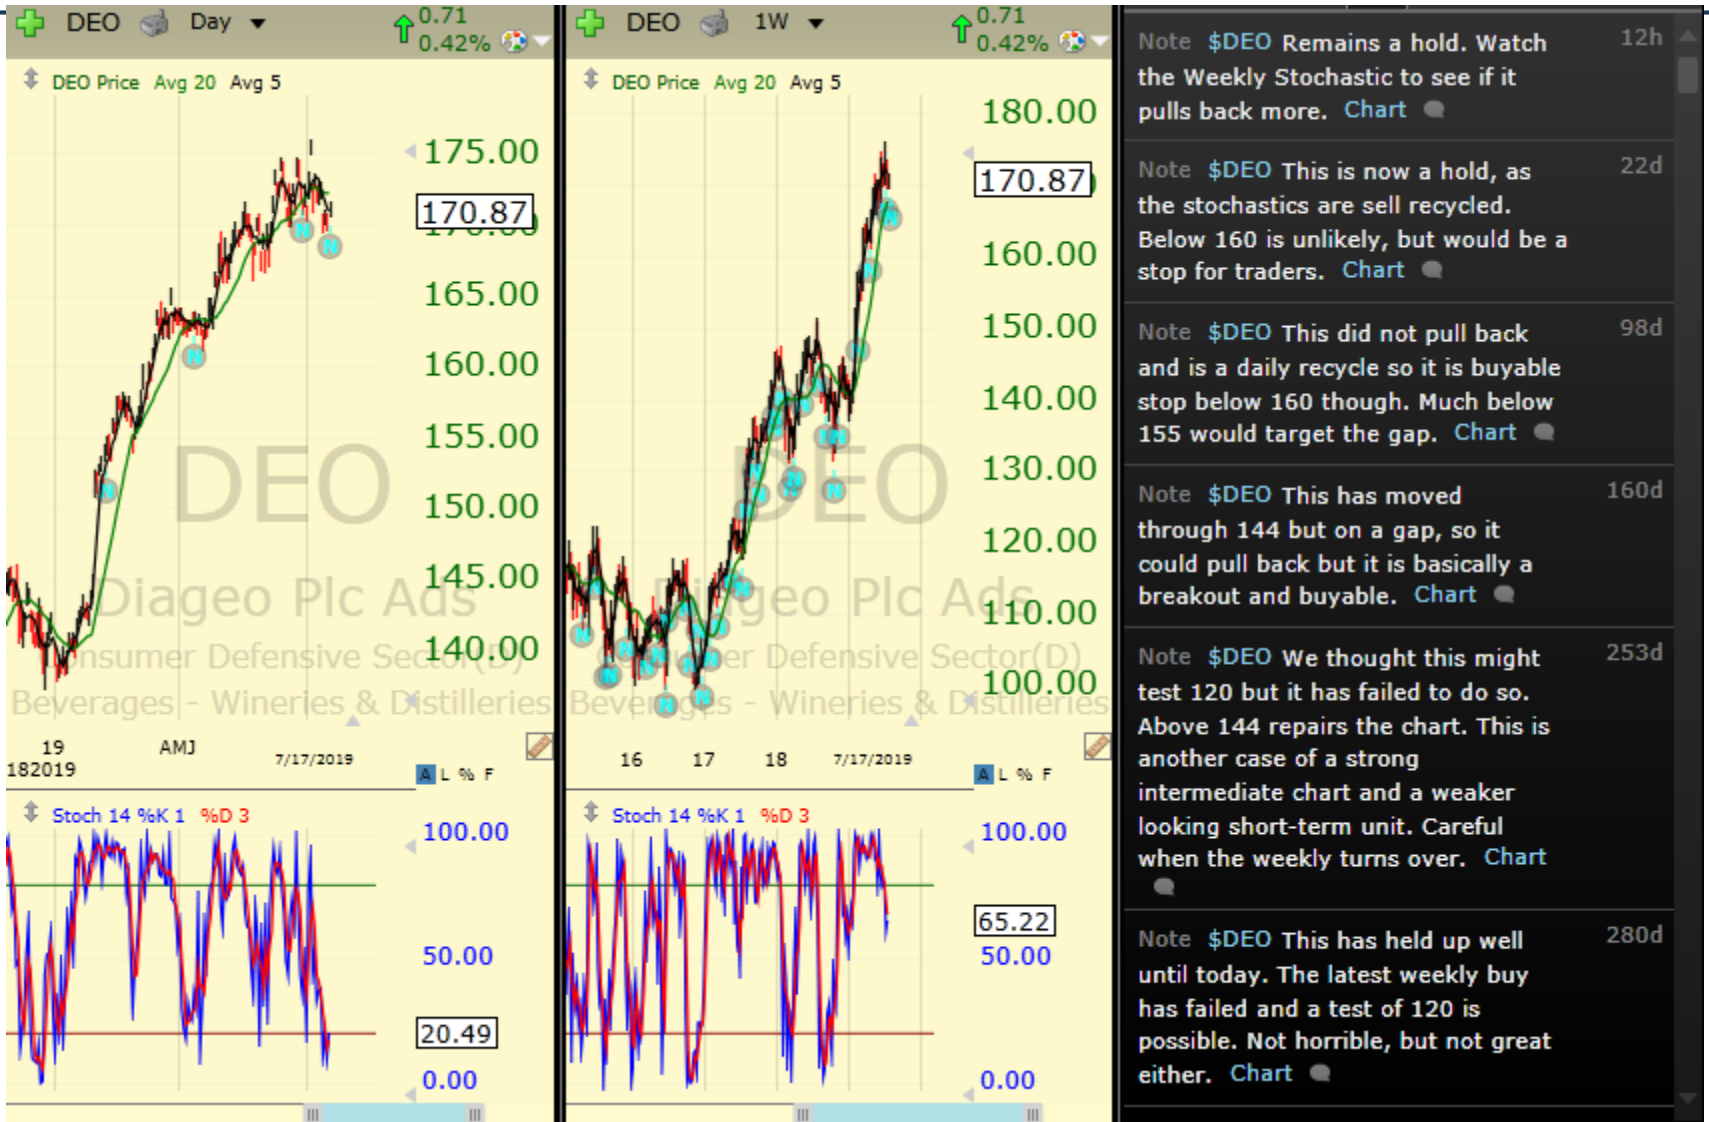 DEO Day 0.71
0.42%
DEO Price Avg 20 Avg 5
175.00
170.87
165.00
160.00
155.00
150.00
145.00
140.00
DEO
Diageo Plc Ads
Consumer Defensive Sector(D)
Beverages - Wineries & Distilleries
N N N N
19 AMJ 7/17/2019
182019
A L % F
Stoch 14 %K 1 %D 3
100.00
50.00
20.49
0.00
DEO 1W 0.71
0.42%
DEO Price Avg 20 Avg 5
180.00
170.87
160.00
150.00
140.00
130.00
120.00
110.00
100.00
DEO
Diageo Plc Ads
Consumer Defensive Sector(D)
Beverages - Wineries & Distilleries
16 17 18 7/17/2019
A L % F
Stoch 14 %K 1 %D 3
100.00
65.22
50.00
0.00
Note $DEO Remains a hold. Watch 12h
the Weekly Stochastic to see if it
pulls back more. Chart
Note $DEO This is now a hold, as 22d
the stochastics are sell recycled.
Below 160 is unlikely, but would be a
stop for traders. Chart
Note $DEO This did not pull back 98d
and is a daily recycle so it is buyable
stop below 160 though. Much below
155 would target the gap. Chart
Note $DEO This has moved 160d
through 144 but on a gap, so it
could pull back but it is basically a
breakout and buyable. Chart
Note $DEO We thought this might 253d
test 120 but it has failed to do so.
Above 144 repairs the chart. This is
another case of a strong
intermediate chart and a weaker
looking short-term unit. Careful
when the weekly turns over. Chart
Note $DEO This has held up well 280d
until today. The latest weekly buy
has failed and a test of 120 is
possible. Not horrible, but not great
either. Chart